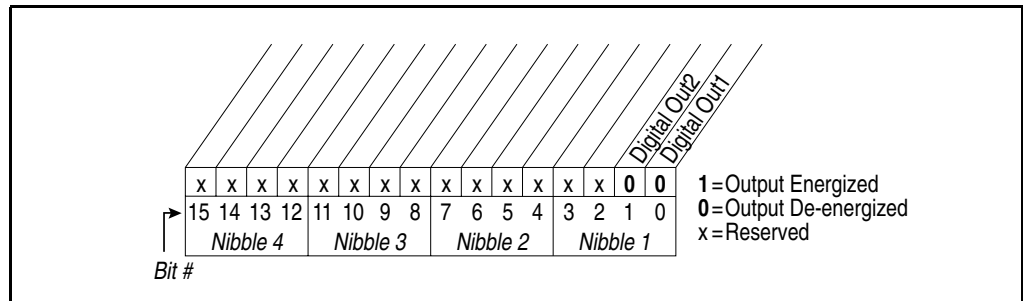 Digital Out2
Digital Out1
x x x x x x x x x x x x x x 0 0
15 14 13 12 11 10 9 8 7 6 5 4 3 2 1 0
Nibble 4 Nibble 3 Nibble 2 Nibble 1
Bit #
1=Output Energized
0=Output De-energized
x=Reserved